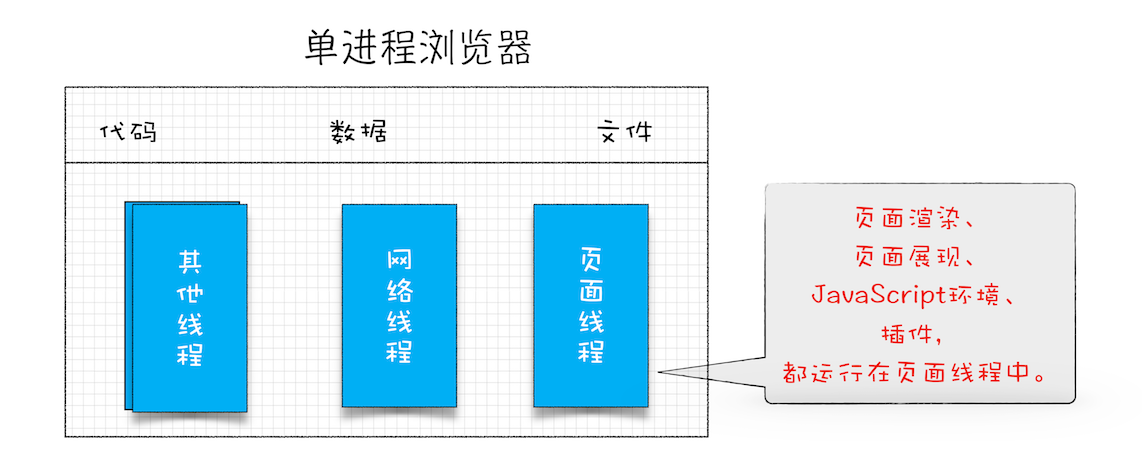 单进程浏览器
代码
数据
文件
其他线程
网络线程
页面线程
页面渲染、
页面展现、
JavaScript环境、
插件，
都运行在页面线程中。